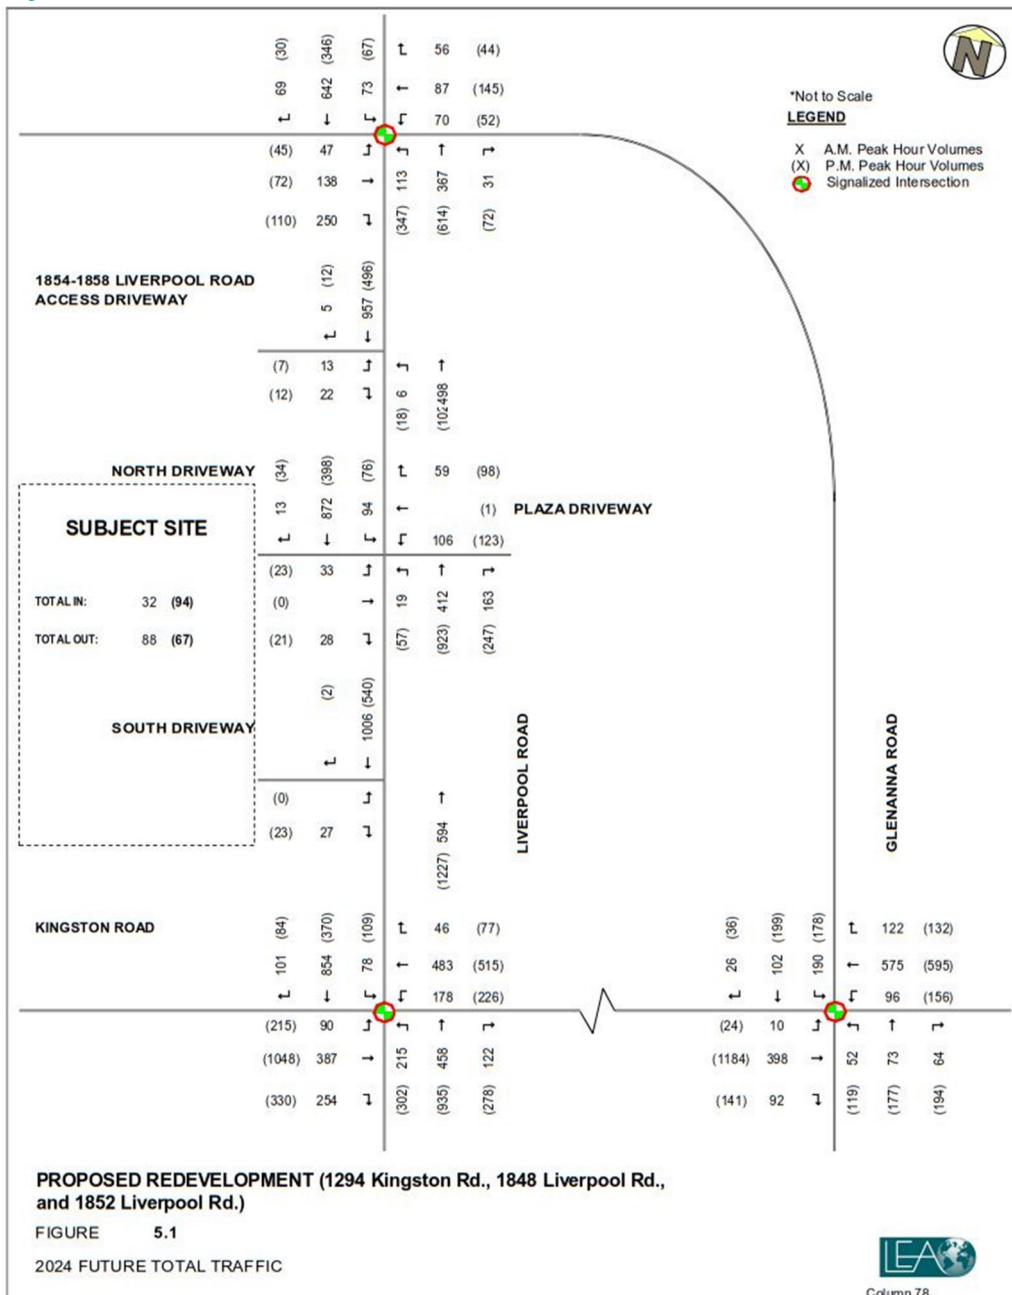 (30) (346) (67) 56 (44)
69 642 73 87 (145)
70 (52)
N
*Not to Scale
LEGEND
X A.M. Peak Hour Volumes
(X) P.M. Peak Hour Volumes
Signalized Intersection
(45) 47
(72) 138 113 367 31
(110) 250 (347) (614) (72)
1854-1858 LIVERPOOL ROAD
ACCESS DRIVEWAY
5 (12)
957 (496)
(7) 13
(12) 22
(18) 6
(102498
NORTH DRIVEWAY (34) (398) (76) 59 (98)
13 872 94 (1) PLAZA DRIVEWAY
106 (123)
SUBJECT SITE
TOTAL IN: 32 (94)
TOTAL OUT: 88 (67)
(23) 33
(0) 19 412 163
(21) 28 (57) (923) (247)
SOUTH DRIVEWAY
(2) 1006 (540)
(0)
(23) 27
(1227) 594
LIVERPOOL ROAD
GLENANNA ROAD
KINGSTON ROAD
(84) (370) (109) 46 (77)
101 854 78 483 (515)
178 (226)
(36) (199) (178) 122 (132)
26 102 190 575 (595)
96 (156)
(215) 90
(1048) 387 215 458 122
(330) 254 (302) (935) (278)
(24) 10
(1184) 398 52 73 64
(141) 92 (119) (177) (194)
PROPOSED REDEVELOPMENT (1294 Kingston Rd., 1848 Liverpool Rd.,
and 1852 Liverpool Rd.)
FIGURE 5.1
2024 FUTURE TOTAL TRAFFIC
LEA
Column 78